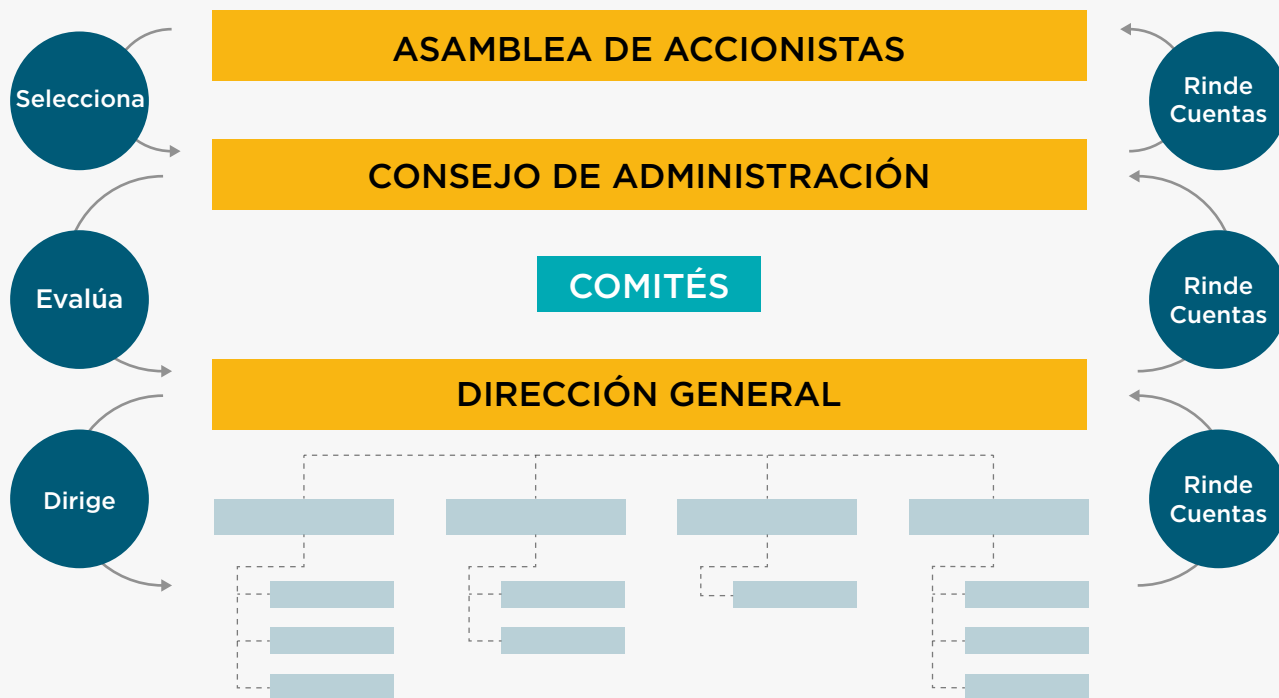 ASAMBLEA DE ACCIONISTAS
Selecciona
Rinde
Cuentas
CONSEJO DE ADMINISTRACIÓN
COMITÉS
Evalúa
Rinde
Cuentas
DIRECCIÓN GENERAL
Dirige
Rinde
Cuentas